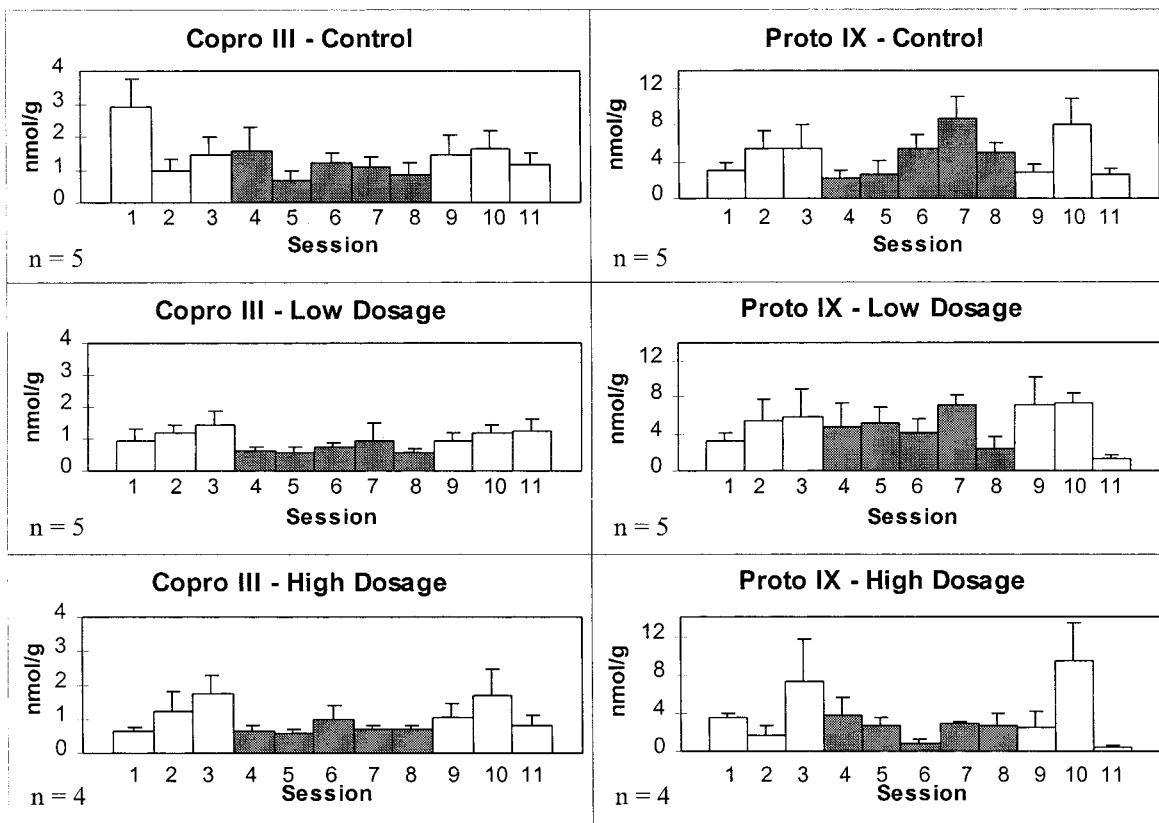 Copro III - Control
4
3
2
1
0
nmol/g
1 2 3 4 5 6 7 8 9 10 11
Session
n = 5
Proto IX - Control
12
8
4
0
nmol/g
1 2 3 4 5 6 7 8 9 10 11
Session
n = 5
Copro III - Low Dosage
4
3
2
1
0
nmol/g
1 2 3 4 5 6 7 8 9 10 11
Session
n = 5
Proto IX - Low Dosage
12
8
4
0
nmol/g
1 2 3 4 5 6 7 8 9 10 11
Session
n = 5
Copro III - High Dosage
4
3
2
1
0
nmol/g
1 2 3 4 5 6 7 8 9 10 11
Session
n = 4
Proto IX - High Dosage
12
8
4
0
nmol/g
1 2 3 4 5 6 7 8 9 10 11
Session
n = 4